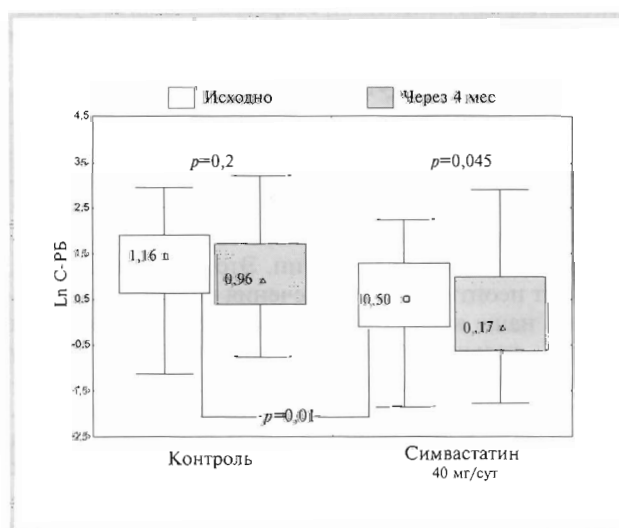 Исходно Через 4 мес
4,5
p=0,2 p=0,045
3,5
2,5
1,5
0,5
-0,5
-1,5
-2,5
Ln С-РБ
1,16 0,96 0,50 0,17
p=0,01
Контроль Симвастатин
40 мг/сут